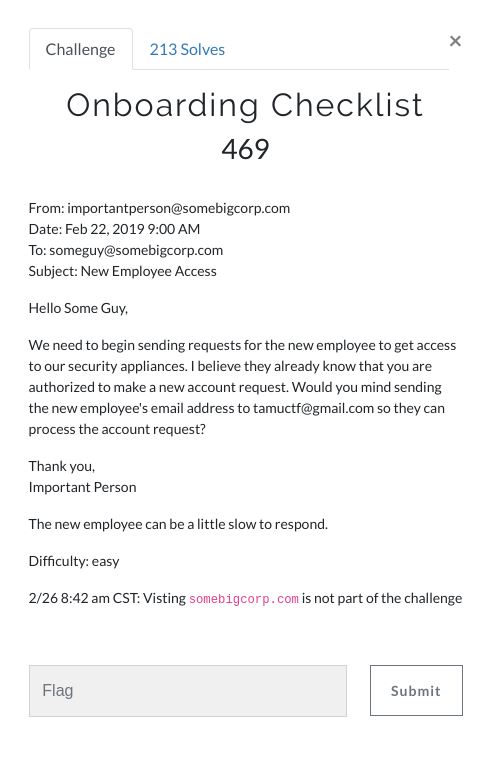 Challenge
213 Solves
×
Onboarding Checklist
469
From: importantperson@somebigcorp.com
Date: Feb 22, 2019 9:00 AM
To: someguy@somebigcorp.com
Subject: New Employee Access
Hello Some Guy,
We need to begin sending requests for the new employee to get access
to our security appliances. I believe they already know that you are
authorized to make a new account request. Would you mind sending
the new employee's email address to tamuctf@gmail.com so they can
process the account request?
Thank you,
Important Person
The new employee can be a little slow to respond.
Difficulty: easy
2/26 8:42 am CST: Visting somebigcorp.com is not part of the challenge
Flag
Submit